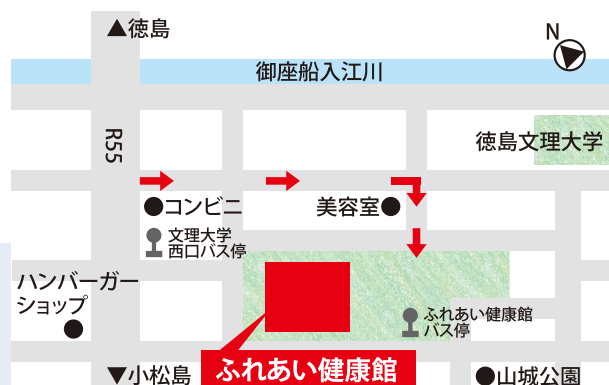 ▲徳島
N
御座船入江川
R55
徳島文理大学
コンビニ
美容室
文理大学
西口バス停
ハンバーガー
ショップ
ふれあい健康館
バス停
ふれあい健康館
▼小松島
山城公園